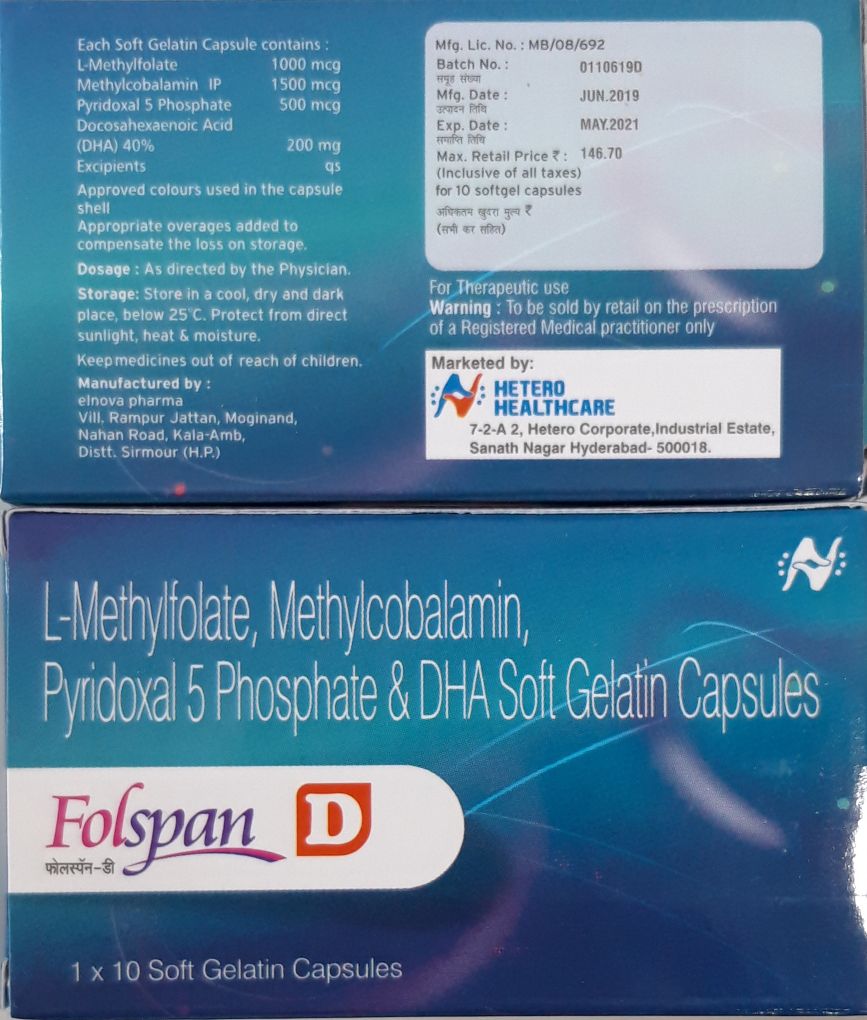 Each Soft Gelatin Capsule contains :
L-Methylfolate 1000 mcg
Methylcobalamin IP 1500 mcg
Pyridoxal 5 Phosphate 500 mcg
Docosahexaenoic Acid
(DHA) 40% 200 mg
Excipients qs
Approved colours used in the capsule
shell
Appropriate overages added to
compensate the loss on storage.
Dosage : As directed by the Physician.
Storage: Store in a cool, dry and dark
place, below 25°C. Protect from direct
sunlight, heat & moisture.
Keep medicines out of reach of children.
Manufactured by :
elnova pharma
Vill. Rampur Jattan, Moginand,
Nahan Road, Kala-Amb,
Distt. Sirmour (H.P.)
Mfg. Lic. No. : MB/08/692
Batch No. : 0110619D
समूह संख्या
Mfg. Date : JUN.2019
उत्पादन तिथि
Exp. Date : MAY.2021
समाप्ति तिथि
Max. Retail Price ₹ : 146.70
(Inclusive of all taxes)
for 10 softgel capsules
अधिकतम खुदरा मुल्य ₹
(सभी कर सहित)
For Therapeutic use
Warning : To be sold by retail on the prescription
of a Registered Medical practitioner only
Marketed by:
HETERO
HEALTHCARE
7-2-A 2, Hetero Corporate,Industrial Estate,
Sanath Nagar Hyderabad- 500018.
L-Methylfolate, Methylcobalamin,
Pyridoxal 5 Phosphate & DHA Soft Gelatin Capsules
Folspan D
फोलस्पॅन-डी
1 x 10 Soft Gelatin Capsules